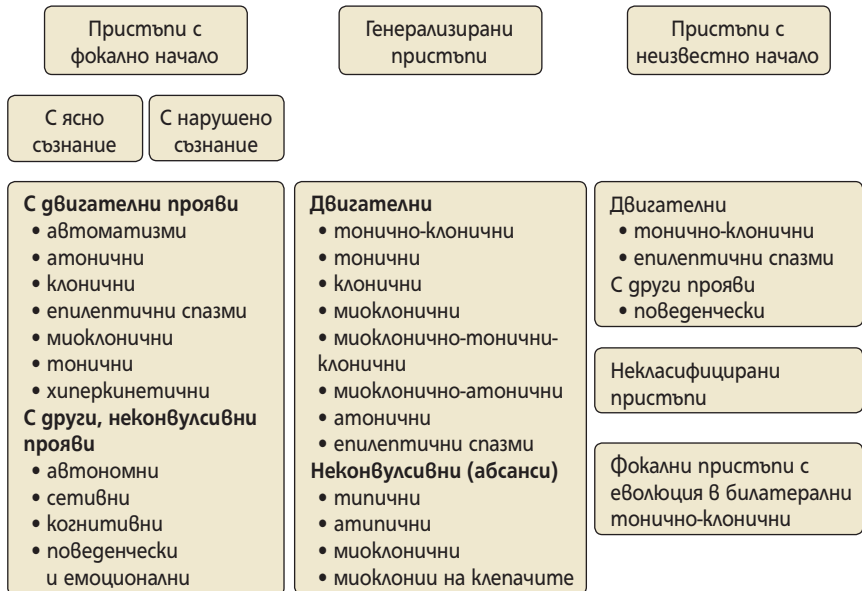 Пристъпи с
фокално начало
Генерализирани
пристъпи
Пристъпи с
неизвестно начало
С ясно
съзнание
С нарушено
съзнание
С двигателни прояви
• автоматизми
• атонични
• клонични
• епилептични спазми
• миоклонични
• тонични
• хиперкинетични
С други, неконвулсивни
прояви
• автономни
• сетивни
• когнитивни
• поведенчески
и емоционални
Двигателни
• тонично-клонични
• тонични
• клонични
• миоклонични
• миоклонично-тонични-
клонични
• миоклонично-атонични
• атонични
• епилептични спазми
Неконвулсивни (абсанси)
• типични
• атипични
• миоклонични
• миоклонии на клепачите
Двигателни
• тонично-клонични
• епилептични спазми
С други прояви
• поведенчески
Некласифицирани
пристъпи
Фокални пристъпи с
еволюция в билатерални
тонично-клонични